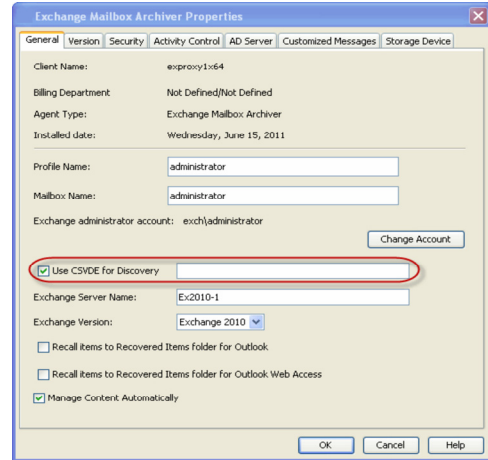 Exchange Mailbox Archiver Properties
General Version Security Activity Control AD Server Customized Messages Storage Device
Client Name: exproxy1x64
Billing Department Not Defined/Not Defined
Agent Type: Exchange Mailbox Archiver
Installed date: Wednesday, June 15, 2011
Profile Name: administrator
Mailbox Name: administrator
Exchange administrator account: exch\administrator
Change Account
Use CSVDE for Discovery
Exchange Server Name: Ex2010-1
Exchange Version: Exchange 2010
Recall items to Recovered Items folder for Outlook
Recall items to Recovered Items folder for Outlook Web Access
Manage Content Automatically
OK Cancel Help